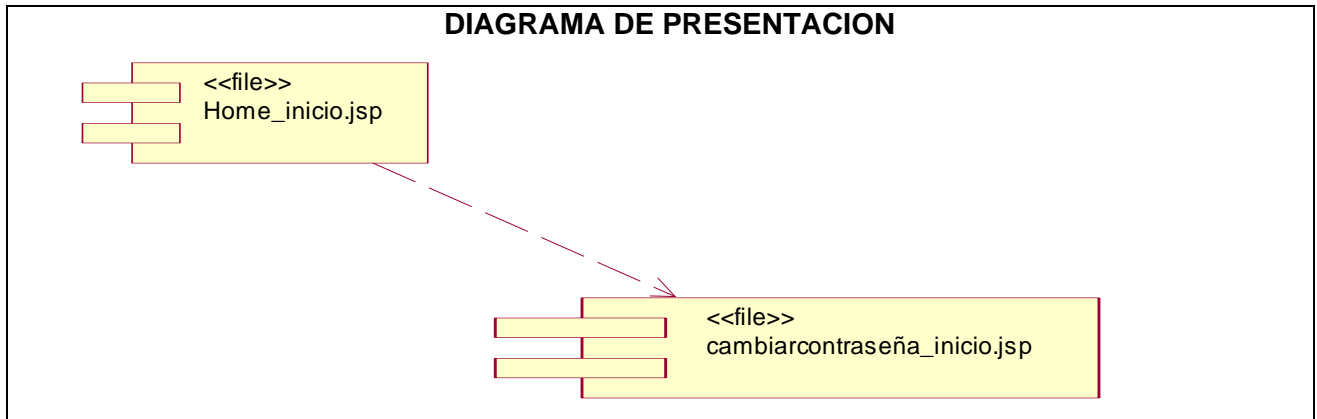 DIAGRAMA DE PRESENTACION
<<file>>
Home_inicio.jsp
<<file>>
cambiarcontraseña_inicio.jsp